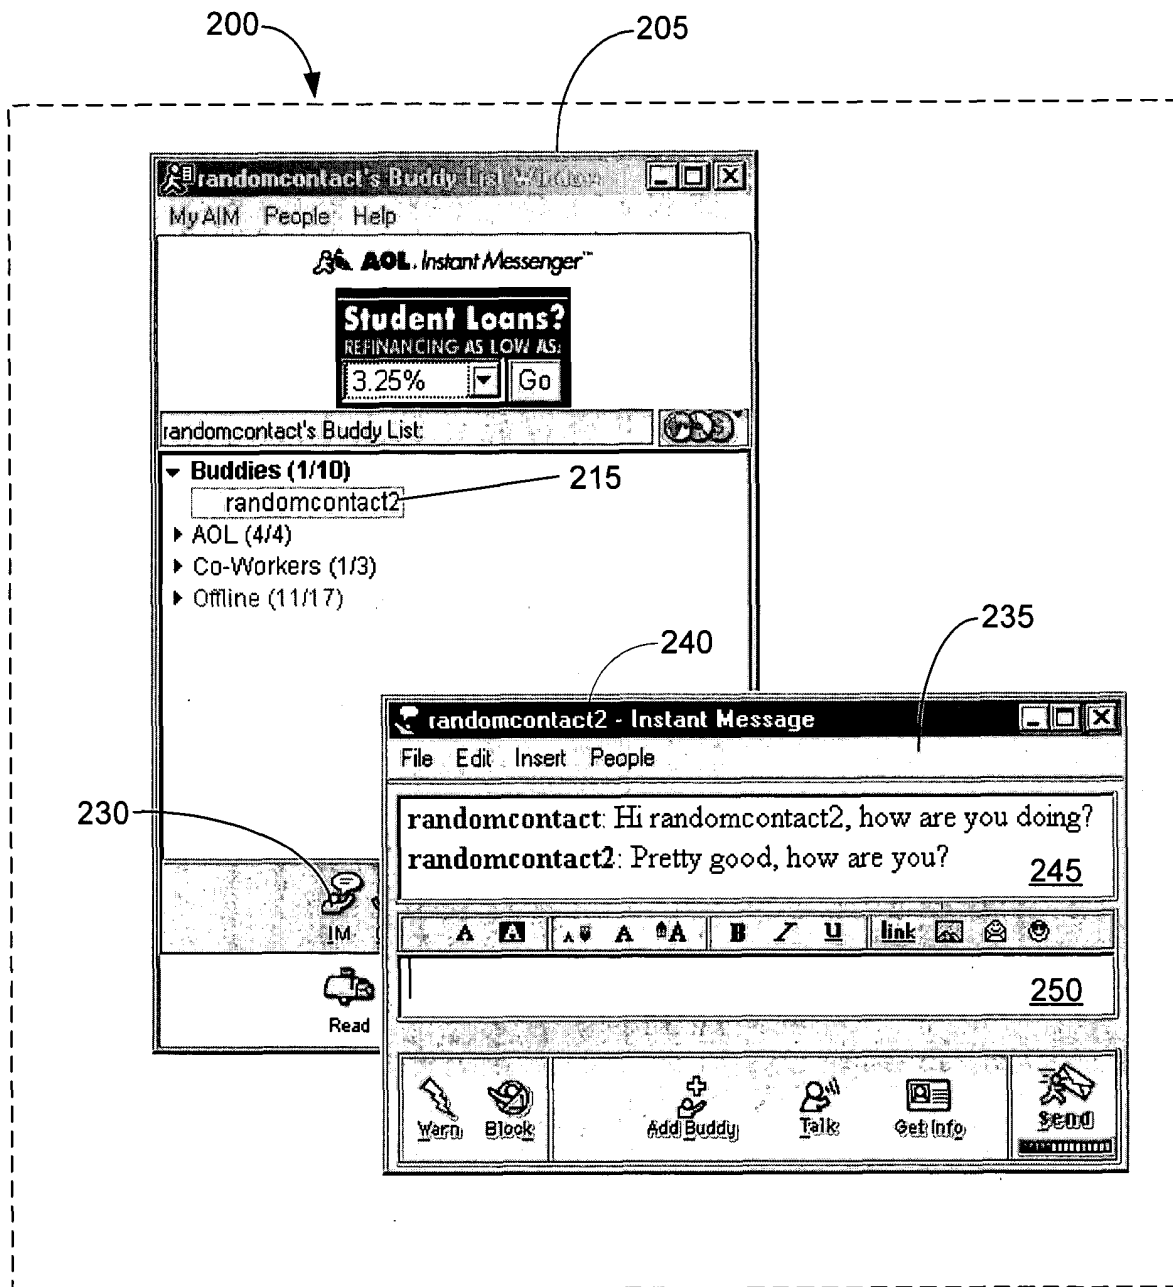 200
205
randomcontact's Buddy List Window
My AIM People Help
AOL Instant Messenger™
Student Loans?
REFINANCING AS LOW AS:
3.25% Go
randomcontact's Buddy List:
Buddies (1/10)
randomcontact2
215
AOL (4/4)
Co-Workers (1/3)
Offline (11/17)
240
235
randomcontact2 - Instant Message
File Edit Insert People
230
randomcontact: Hi randomcontact2, how are you doing?
randomcontact2: Pretty good, how are you?
245
IM
A A A A A B I U link
250
Read
Warn Block Add Buddy Talk Get Info Send